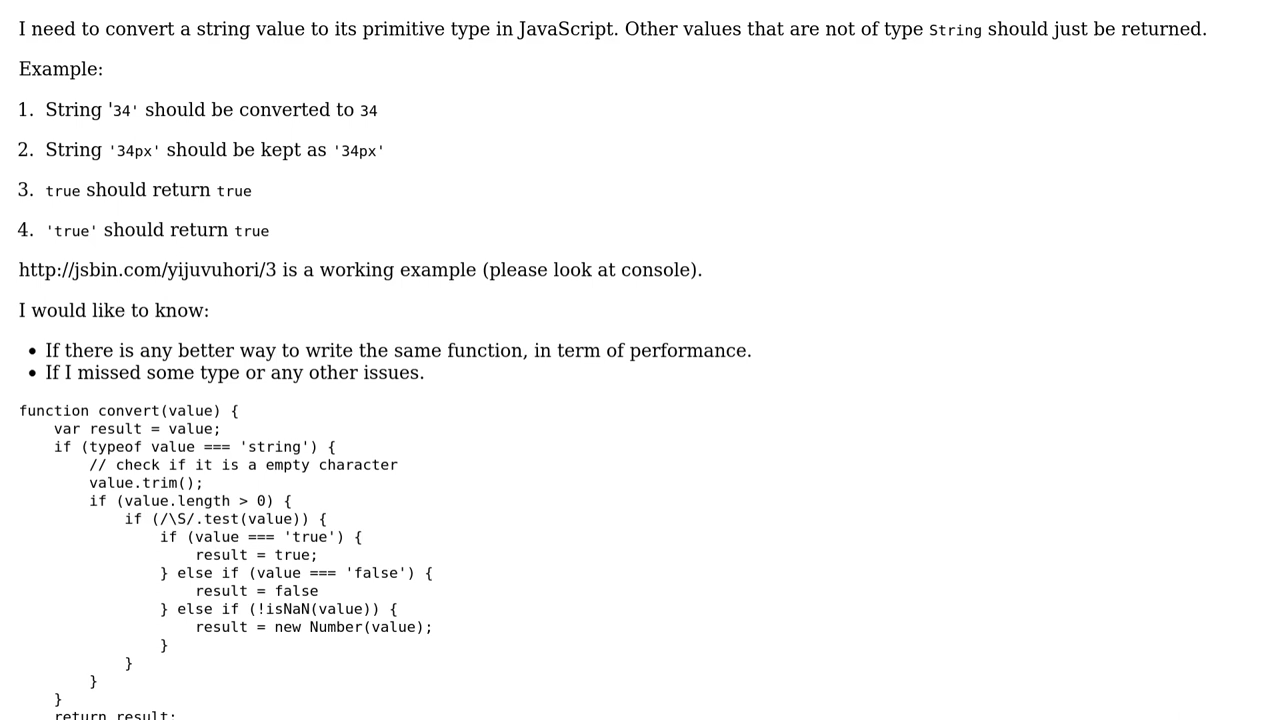 I need to convert a string value to its primitive type in JavaScript. Other values that are not of type String should just be returned.
Example:
1. String '34' should be converted to 34
2. String '34px' should be kept as '34px'
3. true should return true
4. 'true' should return true
http://jsbin.com/yijuvuhori/3 is a working example (please look at console).
I would like to know:
• If there is any better way to write the same function, in term of performance.
• If I missed some type or any other issues.
function convert(value) {
    var result = value;
    if (typeof value === 'string') {
        // check if it is a empty character
        value.trim();
        if (value.length > 0) {
            if (/\S/.test(value)) {
                if (value === 'true') {
                    result = true;
                } else if (value === 'false') {
                    result = false
                } else if (!isNaN(value)) {
                    result = new Number(value);
                }
            }
        }
    }
    return result;